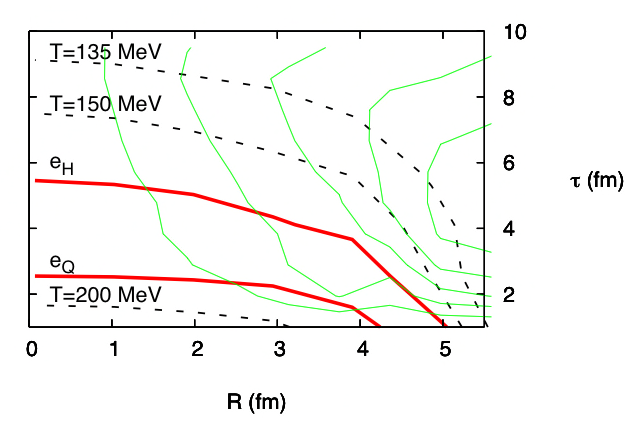 10
T=135 MeV
8
T=150 MeV
e_H
6
τ (fm)
4
e_Q
T=200 MeV
2
0 1 2 3 4 5
R (fm)